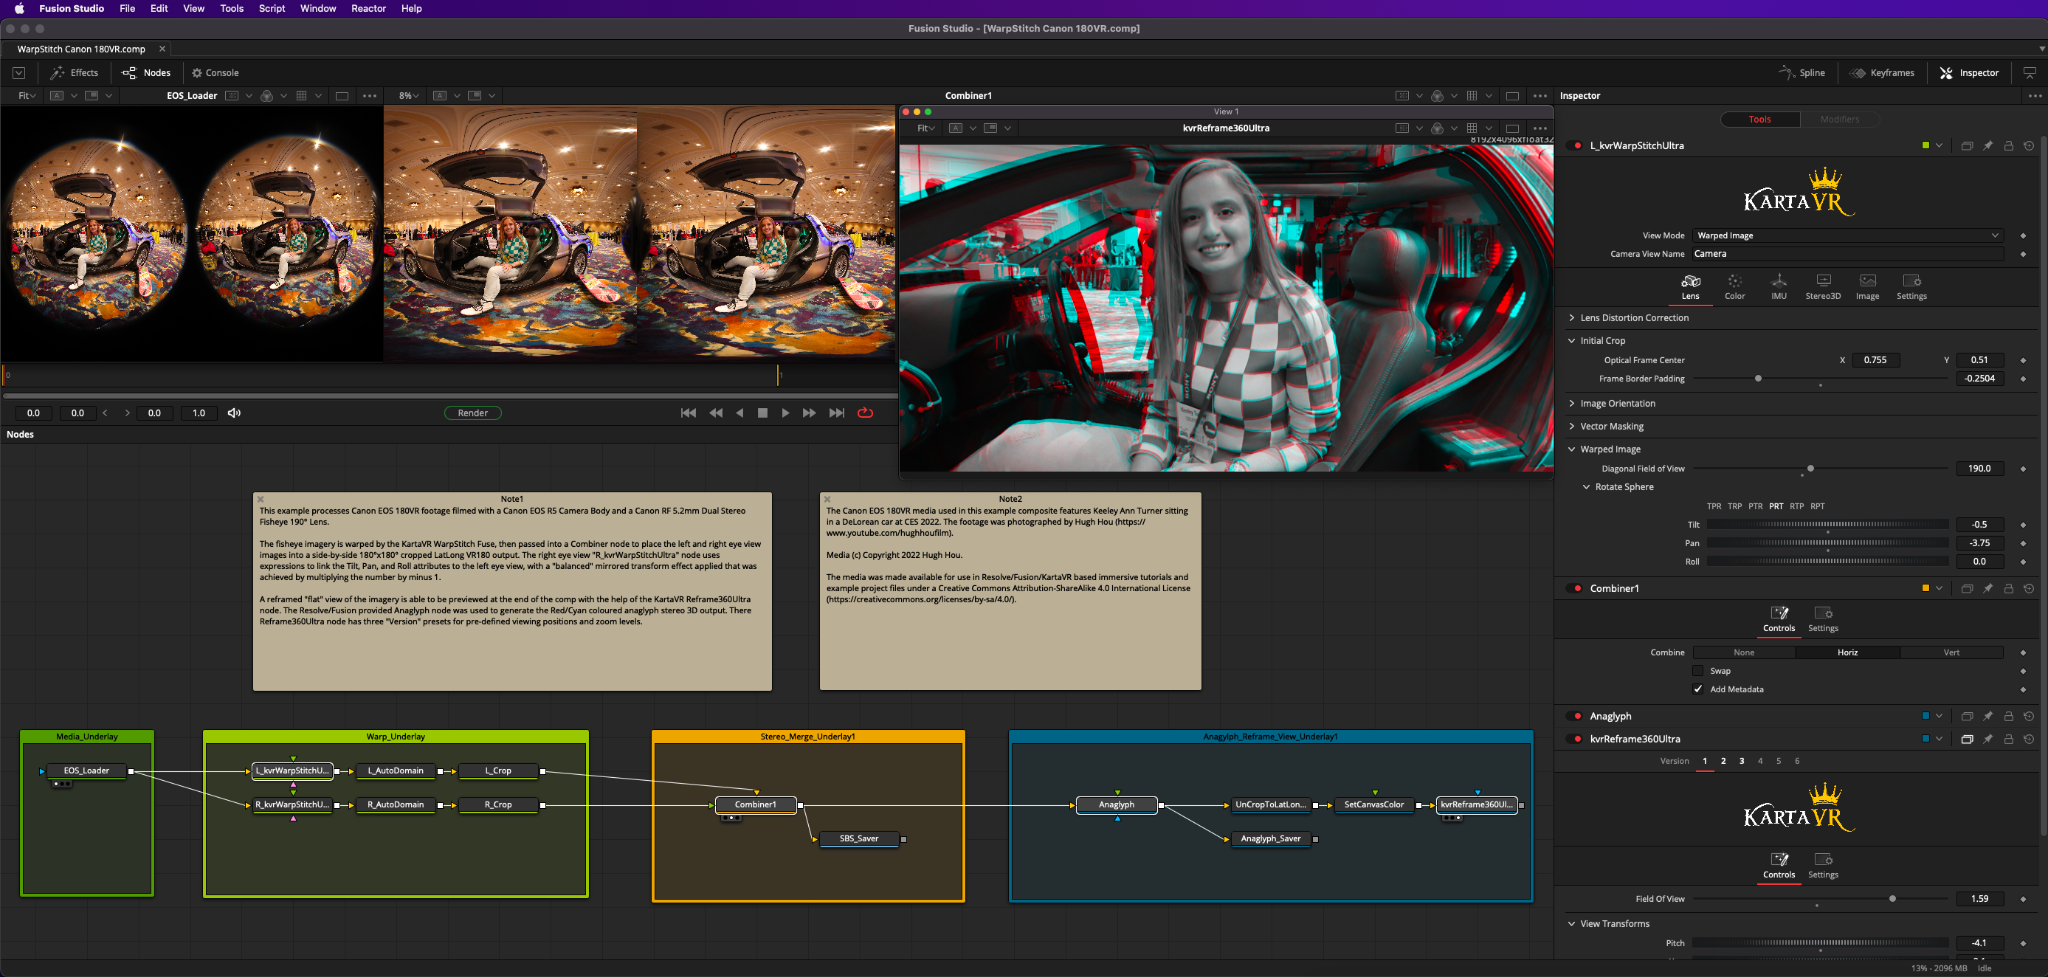 Fusion Studio File Edit View Tools Script Window Reactor Help
Fusion Studio - [WarpStitch Canon 180VR.comp]
WarpStitch Canon 180VR.comp
Effects Nodes Console Spline Keyframes Inspector
Fit EOS_Loader 8% Combiner1
View 1
Fit kvrReframe360Ultra
8192x4096xfloat32
0 1
0.0 0.0 0.0 1.0 Render
Nodes
Note1
This example processes Canon EOS 180VR footage filmed with a Canon EOS R5 Camera Body and a Canon RF 5.2mm Dual Stereo
Fisheye 190° Lens.
The fisheye imagery is warped by the KartaVR WarpStitch Fuse, then passed into a Combiner node to place the left and right eye view
images into a side-by-side 180°x180° cropped LatLong VR180 output. The right eye view "R_kvrWarpStitchUltra" node uses
expressions to link the Tilt, Pan, and Roll attributes to the left eye view, with a "balanced" mirrored transform effect applied that was
achieved by multiplying the number by minus 1.
A reframed "flat" view of the imagery is able to be previewed at the end of the comp with the help of the KartaVR Reframe360Ultra
node. The Resolve/Fusion provided Anaglyph node was used to generate the Red/Cyan coloured anaglyph stereo 3D output. There
Reframe360Ultra node has three "Version" presets for pre-defined viewing positions and zoom levels.
Note2
The Canon EOS 180VR media used in this example composite features Keeley Ann Turner sitting
in a DeLorean car at CES 2022. The footage was photographed by Hugh Hou (https://
www.youtube.com/hughhoufilm).
Media (c) Copyright 2022 Hugh Hou.
The media was made available for use in Resolve/Fusion/KartaVR based immersive tutorials and
example project files under a Creative Commons Attribution-ShareAlike 4.0 International License
(https://creativecommons.org/licenses/by-sa/4.0/).
Media_Underlay
EOS_Loader
Warp_Underlay
L_kvrWarpStitchU... L_AutoDomain L_Crop
R_kvrWarpStitchU... R_AutoDomain R_Crop
Stereo_Merge_Underlay1
Combiner1
SBS_Saver
Anagylph_Reframe_View_Underlay1
Anaglyph UnCropToLatLon... SetCanvasColor kvrReframe360Ul...
Anaglyph_Saver
Inspector
Tools Modifiers
L_kvrWarpStitchUltra
KARTAVR
View Mode Warped Image
Camera View Name Camera
Lens Color IMU Stereo3D Image Settings
Lens Distortion Correction
Initial Crop
Optical Frame Center X 0.755 Y 0.51
Frame Border Padding -0.2504
Image Orientation
Vector Masking
Warped Image
Diagonal Field of View 190.0
Rotate Sphere
TPR TRP PTR PRT RTP RPT
Tilt -0.5
Pan -3.75
Roll 0.0
Combiner1
Controls Settings
Combine None Horiz Vert
Swap
Add Metadata
Anaglyph
kvrReframe360Ultra
Version 1 2 3 4 5 6
KARTAVR
Controls Settings
Field Of View 1.59
View Transforms
Pitch -4.1
13% - 2096 MB Idle